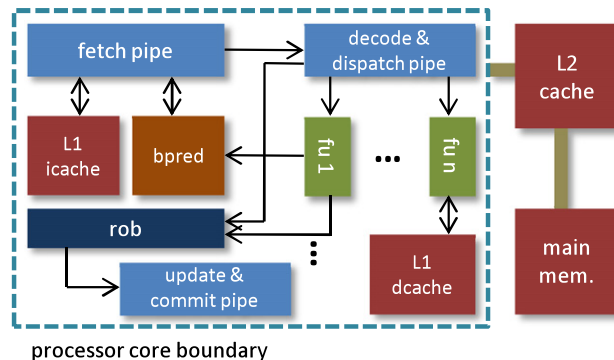 fetch pipe
decode &
dispatch pipe
L2
cache
L1
icache
bpred
fu 1
...
fu n
rob
...
update &
commit pipe
L1
dcache
main
mem.
processor core boundary